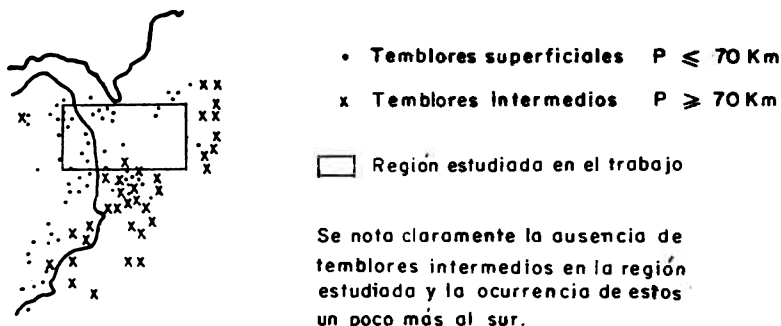 • Temblores superficiales P ⩽ 70 Km
x Temblores intermedios P ⩾ 70 Km
Región estudiada en el trabajo
Se nota claramente la ausencia de
temblores intermedios en la región
estudiada y la ocurrencia de estos
un poco más al sur.